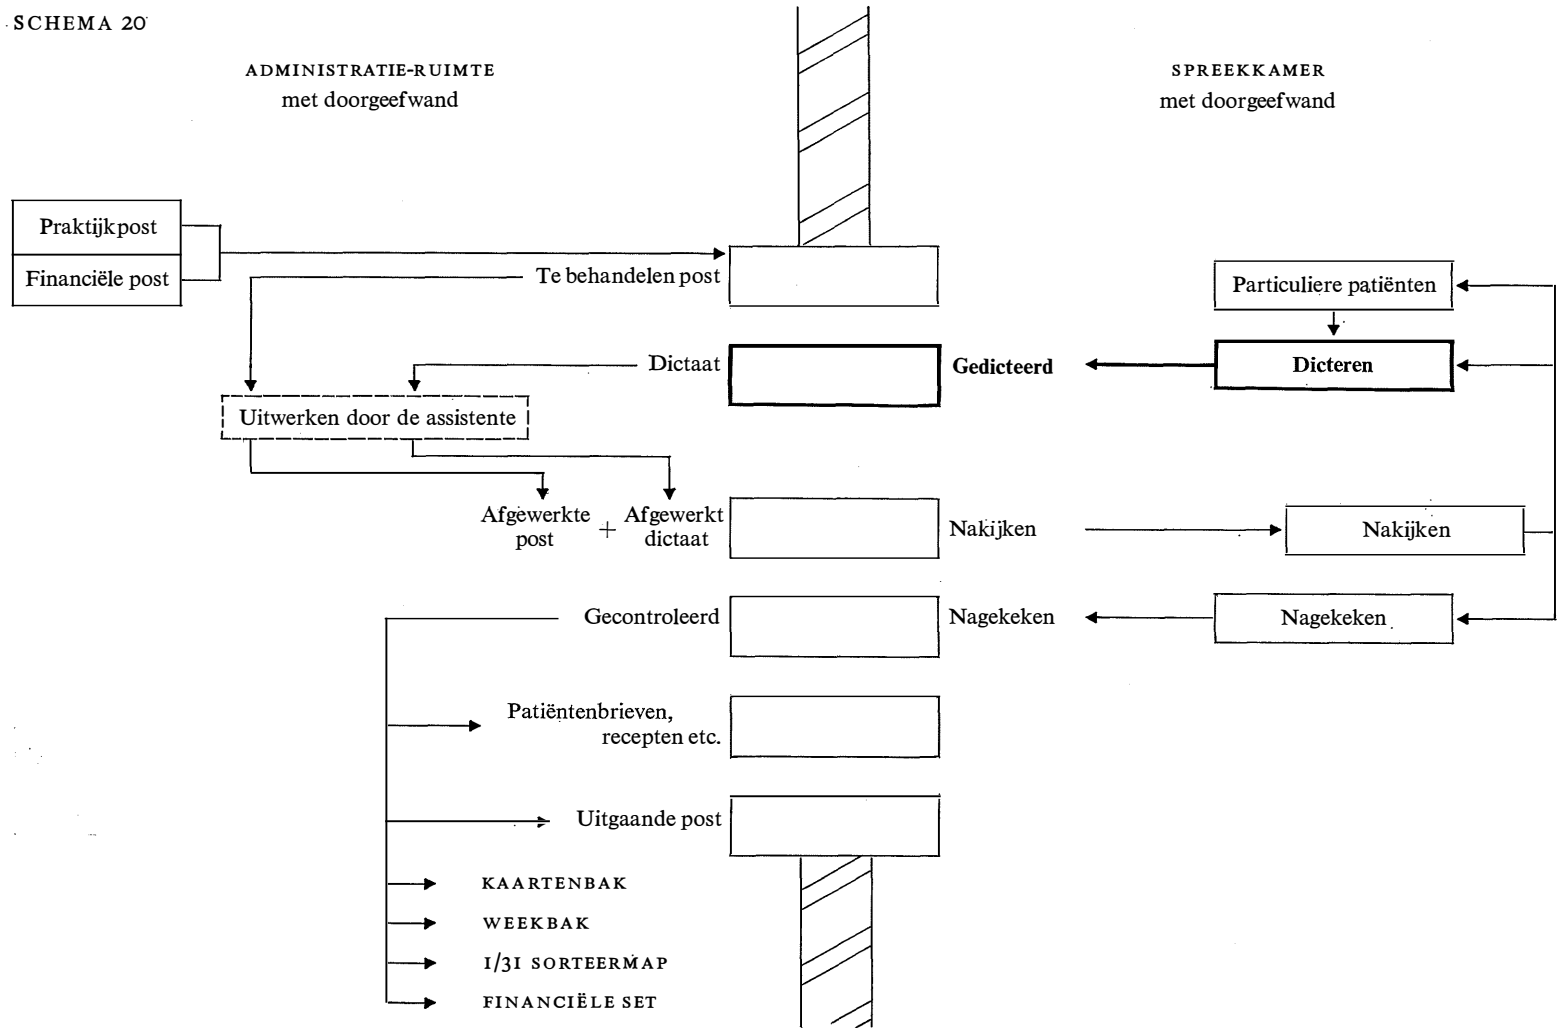 SCHEMA 20
ADMINISTRATIE-RUIMTE
met doorgeefwand
SPREEKKAMER
met doorgeefwand
Praktijkpost
Financiële post
Te behandelen post
Particuliere patiënten
Dictaat
Gedicteerd
Dicteren
Uitwerken door de assistente
Afgewerkte
post
+
Afgewerkt
dictaat
Nakijken
Nakijken
Gecontroleerd
Nagekeken
Nagekeken
Patiëntenbrieven,
recepten etc.
Uitgaande post
KAARTENBAK
WEEKBAK
1/31 SORTEERMAP
FINANCIËLE SET